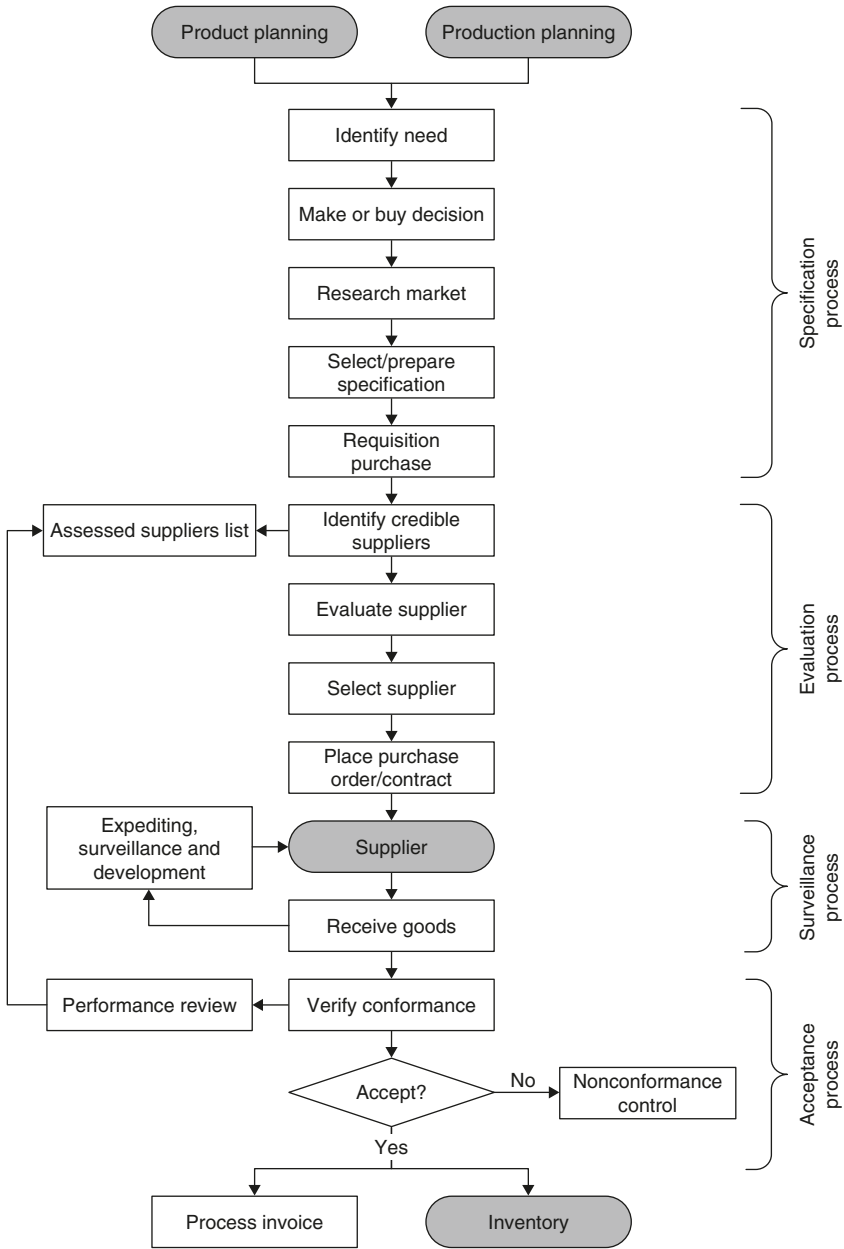 Product planning
Production planning
Identify need
Make or buy decision
Research market
Select/prepare
specification
Requisition
purchase
Specification
process
Assessed suppliers list
Identify credible
suppliers
Evaluate supplier
Select supplier
Place purchase
order/contract
Evaluation
process
Expediting,
surveillance and
development
Supplier
Receive goods
Surveillance
process
Performance review
Verify conformance
Accept?
No
Nonconformance
control
Yes
Acceptance
process
Process invoice
Inventory